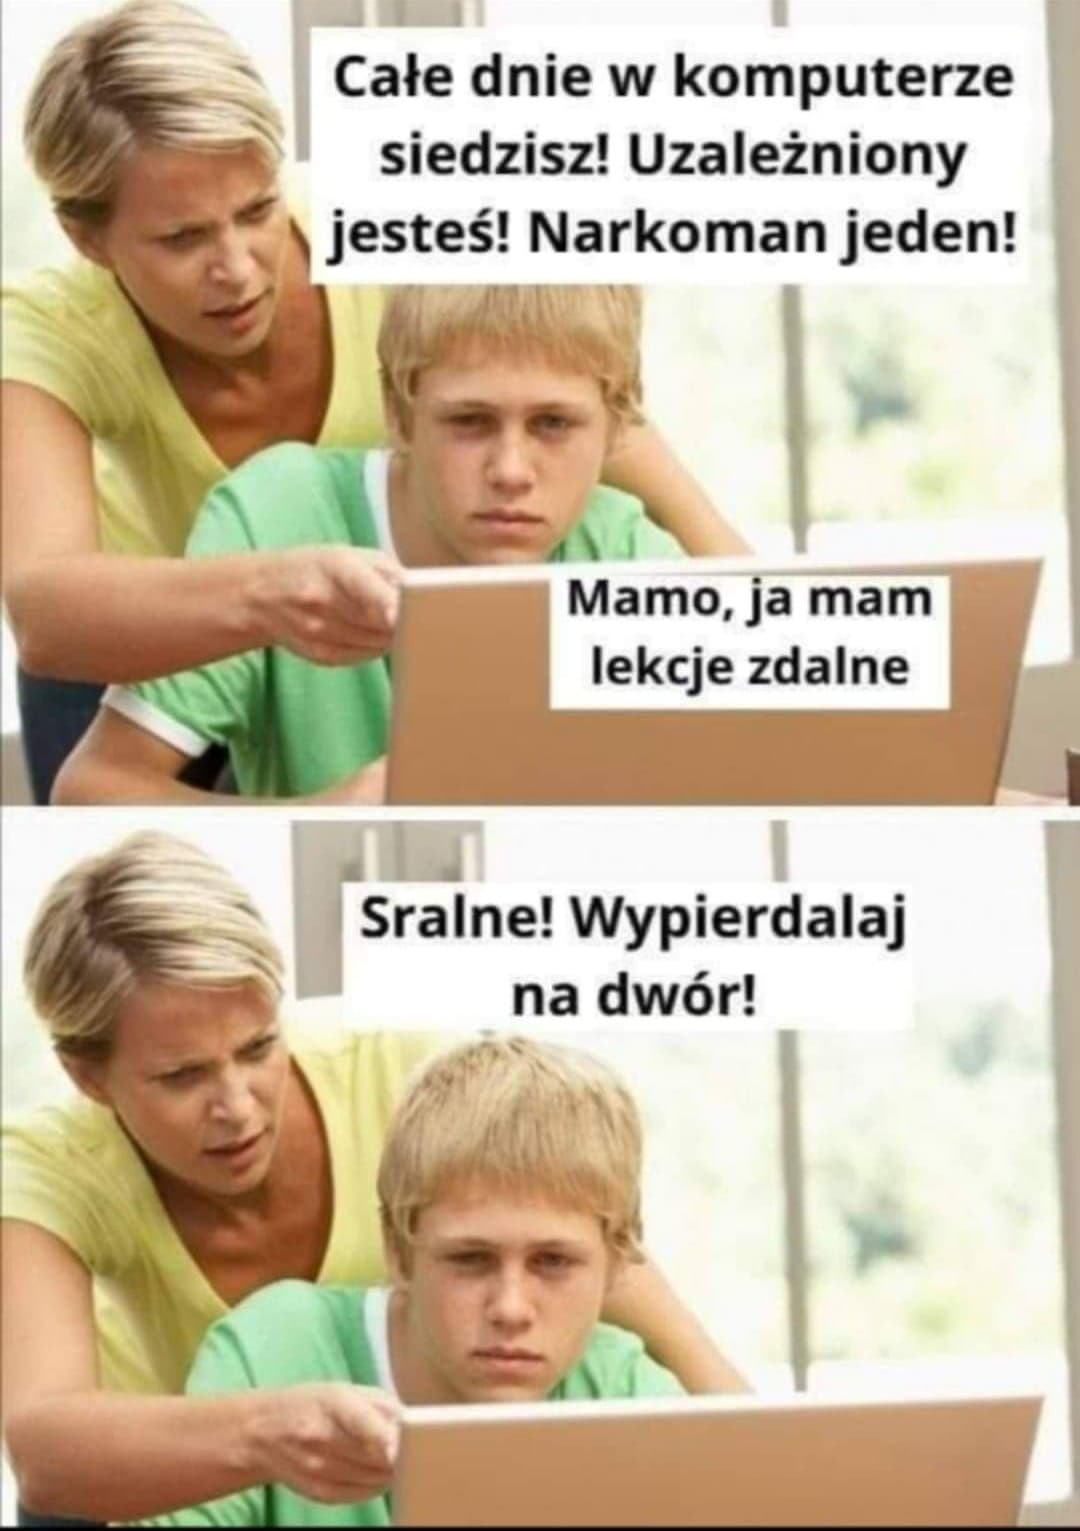 Całe dnie w komputerze
siedzisz! Uzależniony
jesteś! Narkoman jeden!
Mamo, ja mam
lekcje zdalne
Sralne! Wypierdalaj
na dwór!